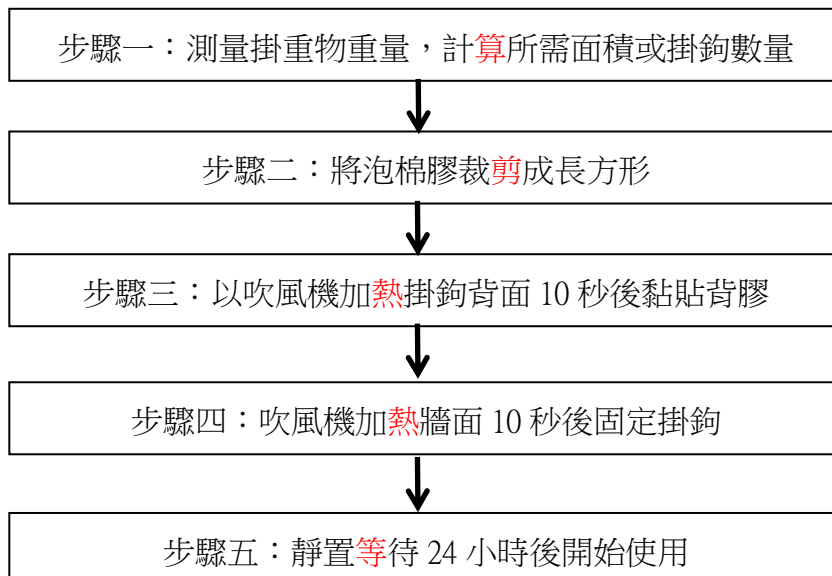 步驟一：測量掛重物重量，計算所需面積或掛鉤數量
步驟二：將泡棉膠裁剪成長方形
步驟三：以吹風機加熱掛鉤背面 10 秒後黏貼背膠
步驟四：吹風機加熱牆面 10 秒後固定掛鉤
步驟五：靜置等待 24 小時後開始使用